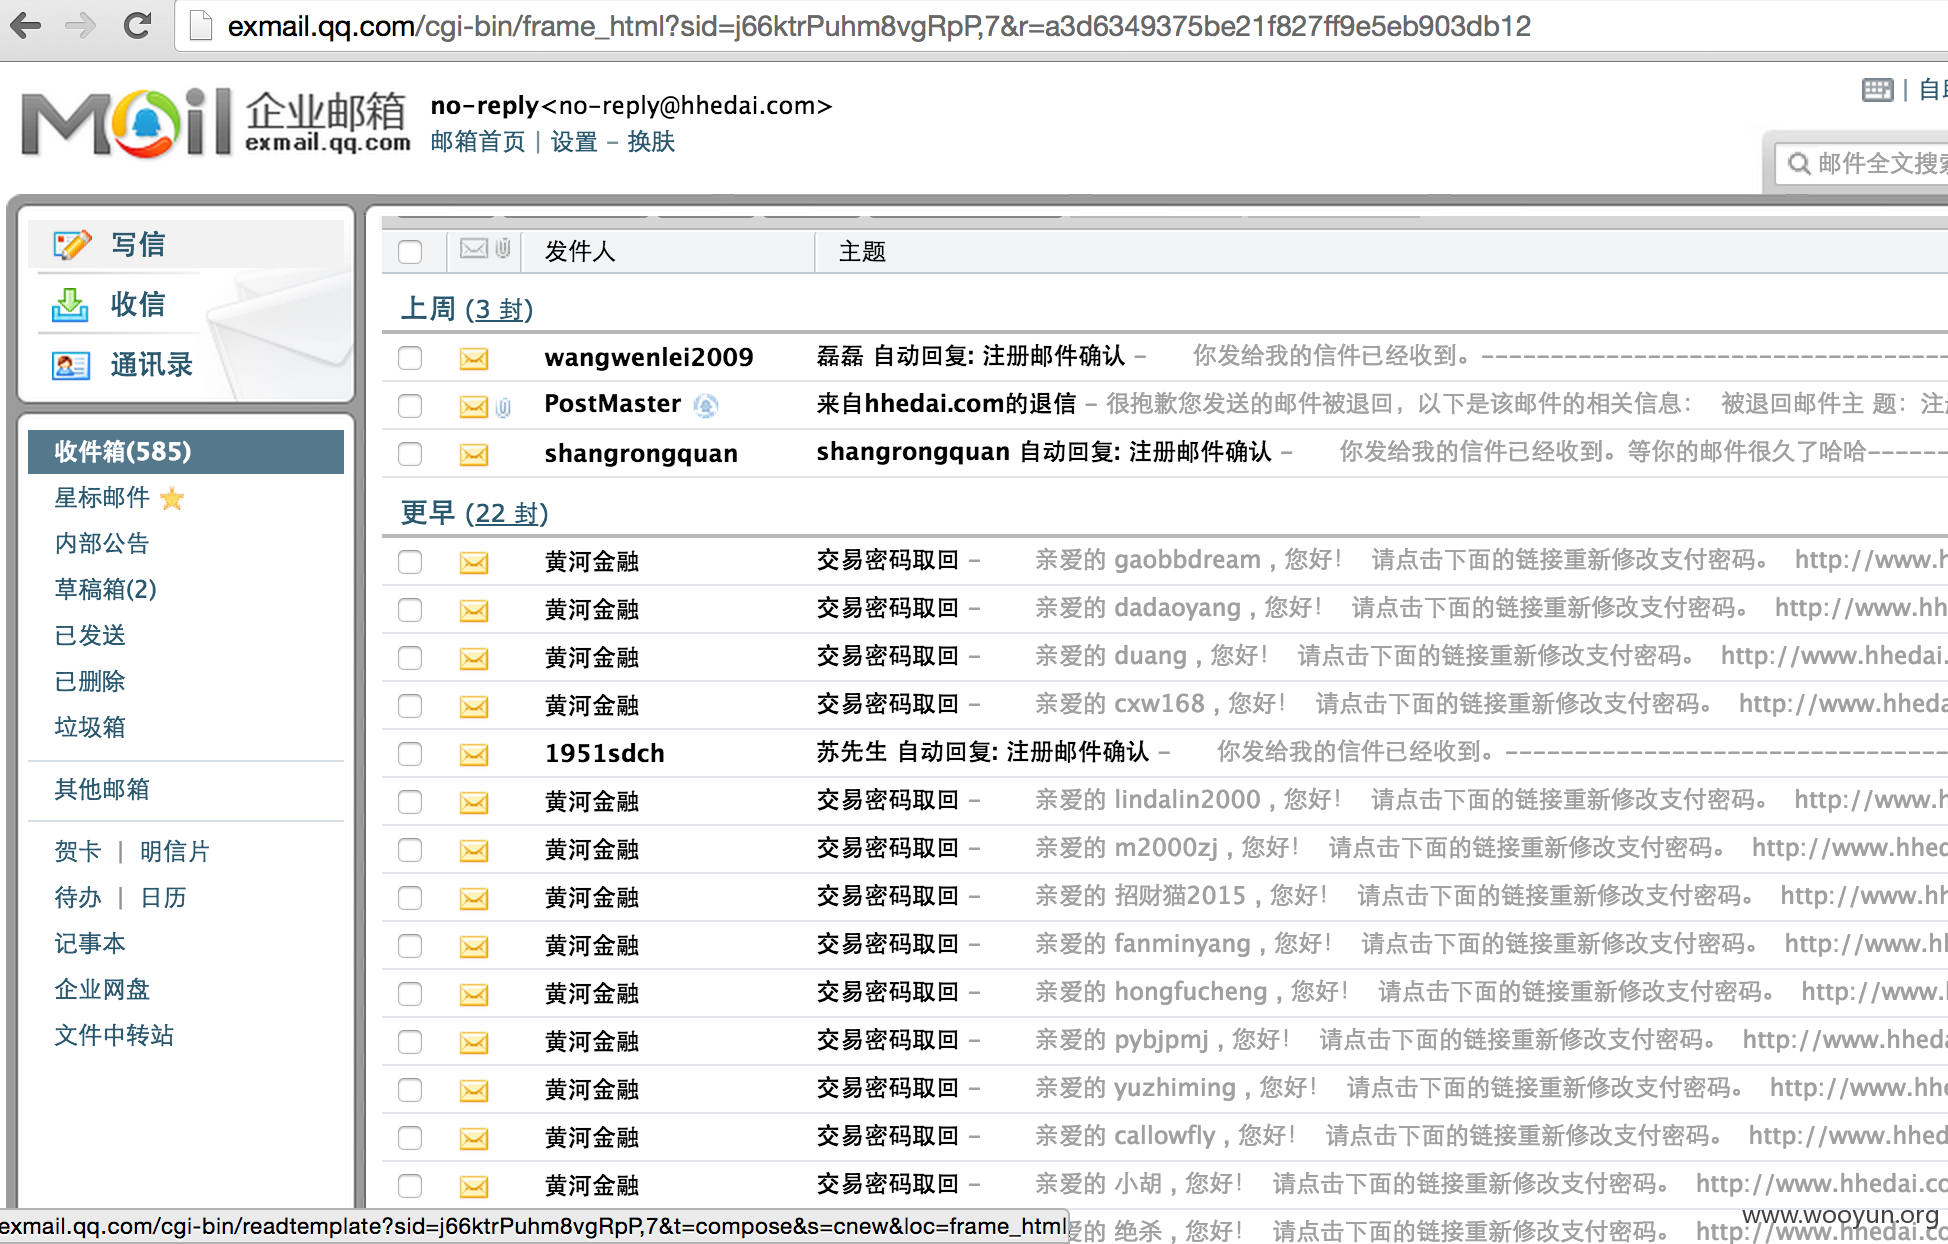 exmail.qq.com/cgi-bin/frame_html?sid=j66ktrPuhm8vgRpP,7&r=a3d6349375be21f827ff9e5eb903db12
Mail 企业邮箱 exmail.qq.com
no-reply<no-reply@hhedai.com>
邮箱首页 | 设置 - 换肤
| 自助
邮件全文搜索
写信
收信
通讯录
收件箱(585)
星标邮件
内部公告
草稿箱(2)
已发送
已删除
垃圾箱
其他邮箱
贺卡 | 明信片
待办 | 日历
记事本
企业网盘
文件中转站
发件人 主题
上周 (3 封)
wangwenlei2009 磊磊 自动回复: 注册邮件确认 - 你发给我的信件已经收到。--------------------------------
PostMaster 来自hhedai.com的退信 - 很抱歉您发送的邮件被退回，以下是该邮件的相关信息： 被退回邮件主 题：注
shangrongquan shangrongquan 自动回复: 注册邮件确认 - 你发给我的信件已经收到。等你的邮件很久了哈哈------
更早 (22 封)
黄河金融 交易密码取回 - 亲爱的 gaobbdream , 您好！ 请点击下面的链接重新修改支付密码。 http://www.h
黄河金融 交易密码取回 - 亲爱的 dadaoyang , 您好！ 请点击下面的链接重新修改支付密码。 http://www.hh
黄河金融 交易密码取回 - 亲爱的 duang , 您好！ 请点击下面的链接重新修改支付密码。 http://www.hhedai.
黄河金融 交易密码取回 - 亲爱的 cxw168 , 您好！ 请点击下面的链接重新修改支付密码。 http://www.hheda
1951sdch 苏先生 自动回复: 注册邮件确认 - 你发给我的信件已经收到。--------------------------------
黄河金融 交易密码取回 - 亲爱的 lindalin2000 , 您好！ 请点击下面的链接重新修改支付密码。 http://www.h
黄河金融 交易密码取回 - 亲爱的 m2000zj , 您好！ 请点击下面的链接重新修改支付密码。 http://www.hhed
黄河金融 交易密码取回 - 亲爱的 招财猫2015 , 您好！ 请点击下面的链接重新修改支付密码。 http://www.hh
黄河金融 交易密码取回 - 亲爱的 fanminyang , 您好！ 请点击下面的链接重新修改支付密码。 http://www.hh
黄河金融 交易密码取回 - 亲爱的 hongfucheng , 您好！ 请点击下面的链接重新修改支付密码。 http://www.
黄河金融 交易密码取回 - 亲爱的 pybjpmj , 您好！ 请点击下面的链接重新修改支付密码。 http://www.hheda
黄河金融 交易密码取回 - 亲爱的 yuzhiming , 您好！ 请点击下面的链接重新修改支付密码。 http://www.hhe
黄河金融 交易密码取回 - 亲爱的 callowfly , 您好！ 请点击下面的链接重新修改支付密码。 http://www.hhed
黄河金融 交易密码取回 - 亲爱的 小胡 , 您好！ 请点击下面的链接重新修改支付密码。 http://www.hhedai.co
爱的 绝杀 , 您好！ 请点击下面的链接重新修改支付密码。 http://www.hhedai.co
exmail.qq.com/cgi-bin/readtemplate?sid=j66ktrPuhm8vgRpP,7&t=compose&s=cnew&loc=frame_html
www.wooyun.org